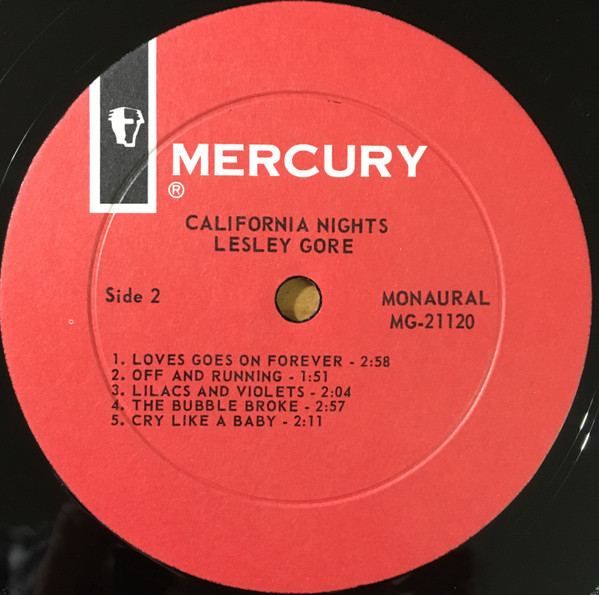 MERCURY
®
CALIFORNIA NIGHTS
LESLEY GORE
Side 2
MONAURAL
MG-21120
1. LOVES GOES ON FOREVER - 2:58
2. OFF AND RUNNING - 1:51
3. LILACS AND VIOLETS - 2:04
4. THE BUBBLE BROKE - 2:57
5. CRY LIKE A BABY - 2:11